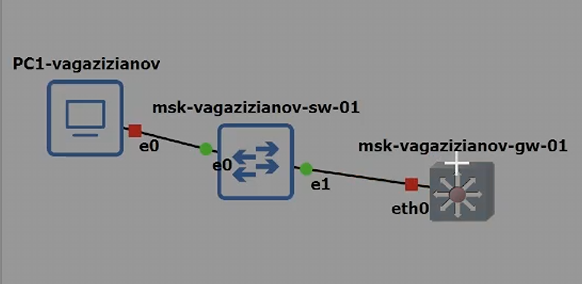 PC1-vagazizianov
msk-vagazizianov-sw-01
msk-vagazizianov-gw-01
e0
e0
e1
eth0